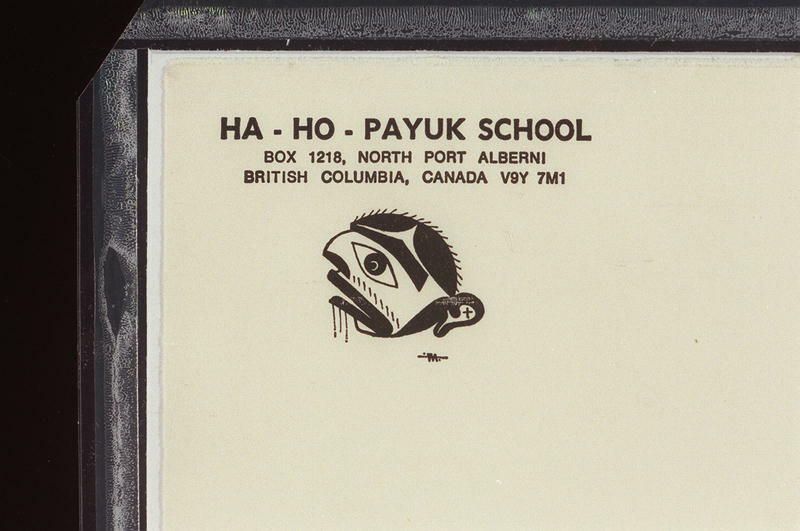 HA - HO - PAYUK SCHOOL
BOX 1218, NORTH PORT ALBERNI
BRITISH COLUMBIA, CANADA V9Y 7M1